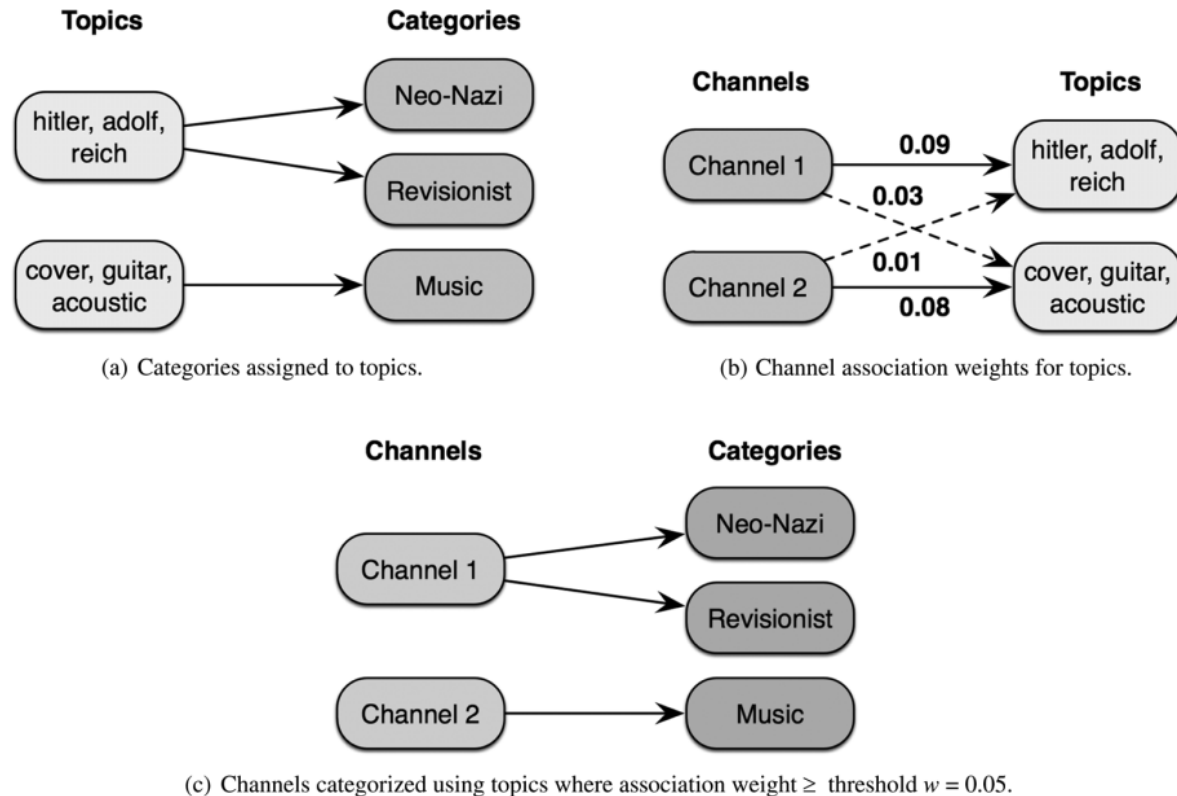 Topics
Categories
hitler, adolf,
reich
Neo-Nazi
Revisionist
cover, guitar,
acoustic
Music
(a) Categories assigned to topics.
Channels
Topics
Channel 1
0.09
hitler, adolf,
reich
0.03
Channel 2
0.01
0.08
cover, guitar,
acoustic
(b) Channel association weights for topics.
Channels
Categories
Channel 1
Neo-Nazi
Revisionist
Channel 2
Music
(c) Channels categorized using topics where association weight ≥ threshold w = 0.05.